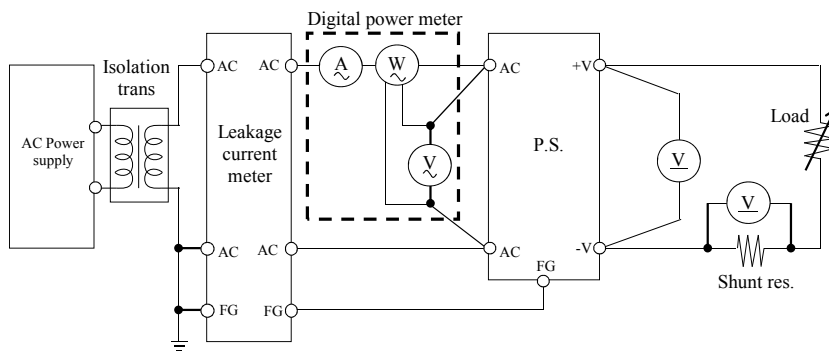 Digital power meter
Isolation
trans
AC Power
supply
AC
AC
Leakage
current
meter
AC
AC
FG
FG
A
W
V
AC
AC
P.S.
+V
-V
FG
V
Load
V
Shunt res.